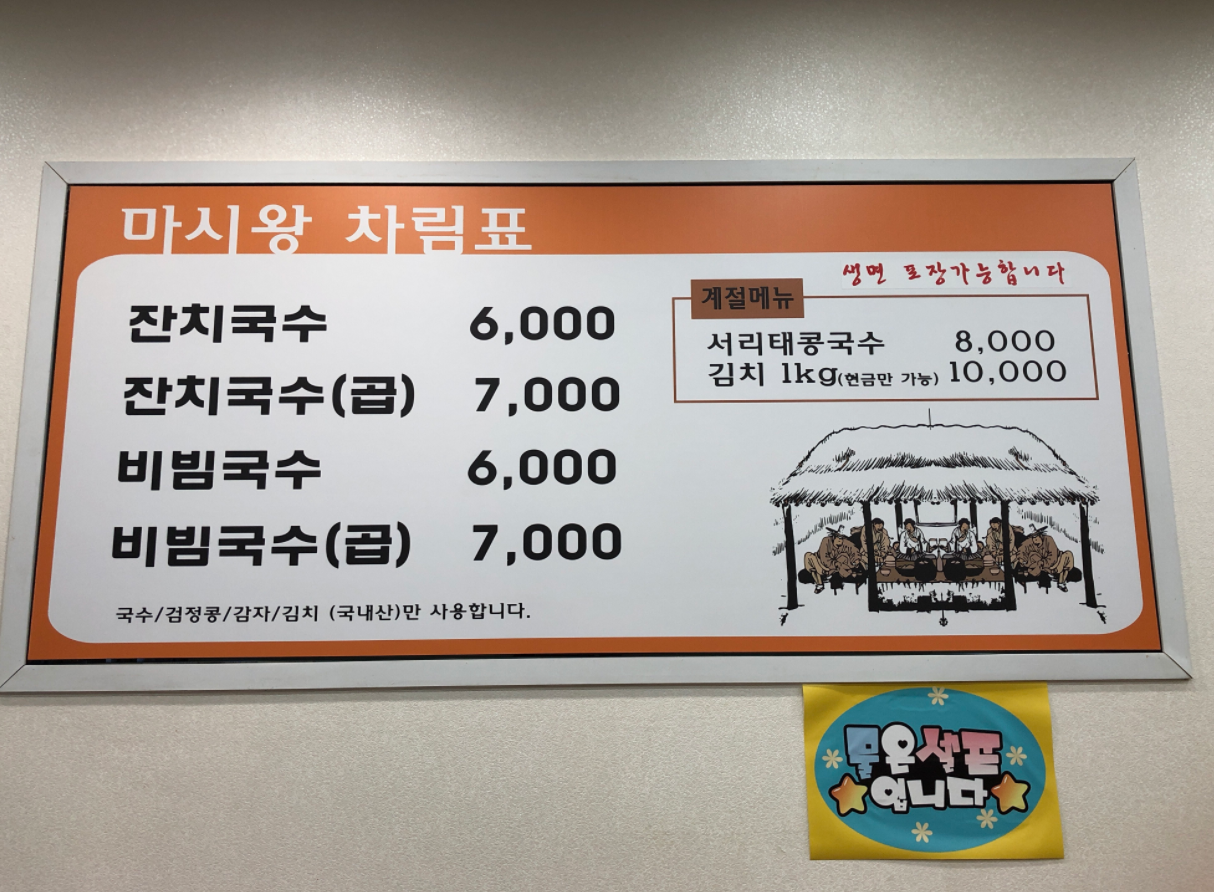 마시왕 차림표
잔치국수 6,000
잔치국수(곱) 7,000
비빔국수 6,000
비빔국수(곱) 7,000
국수/검정콩/감자/김치 (국내산)만 사용합니다.
생면 포장가능합니다
계절메뉴
서리태콩국수 8,000
김치 1kg(현금만 가능) 10,000
물은셀프
입니다